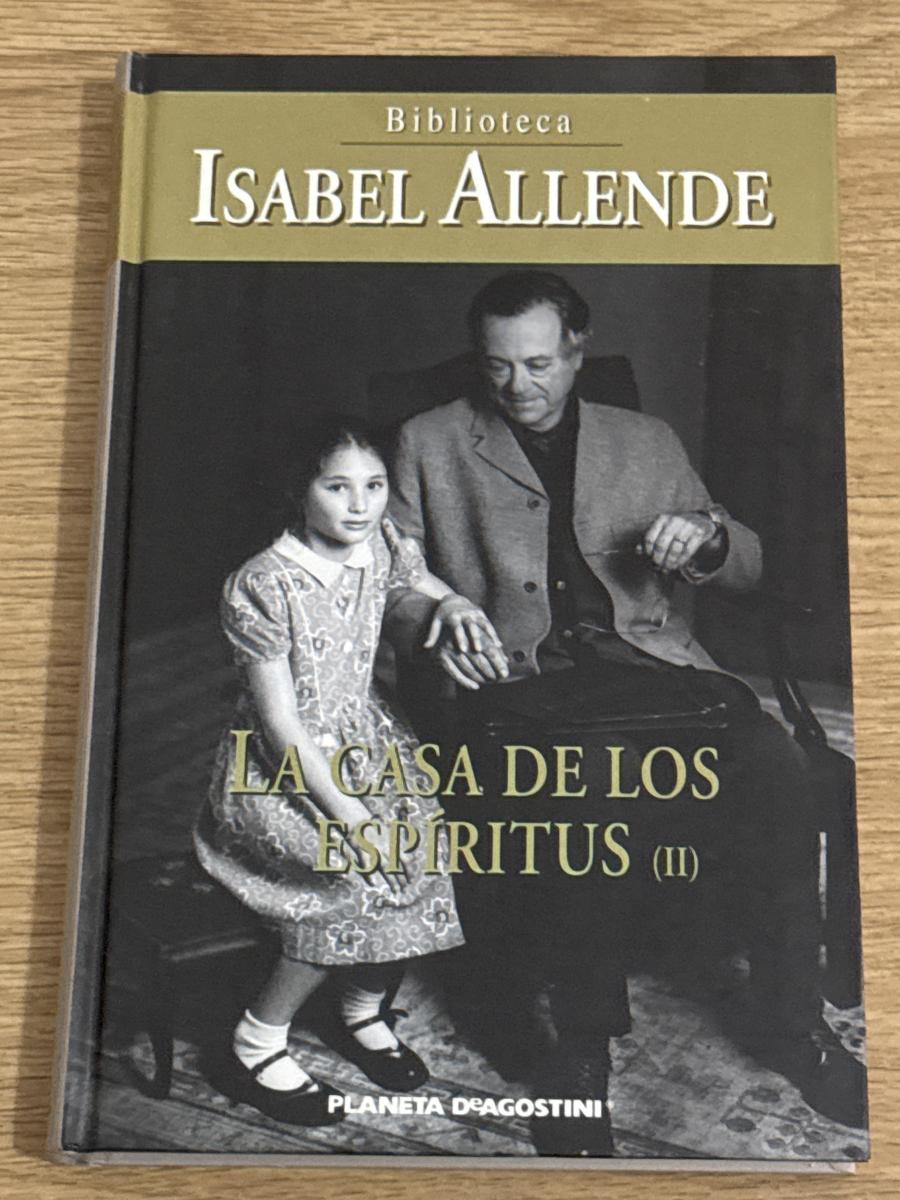 Biblioteca
ISABEL ALLENDE
LA CASA DE LOS
ESPÍRITUS (II)
PLANETA DeAGOSTINI